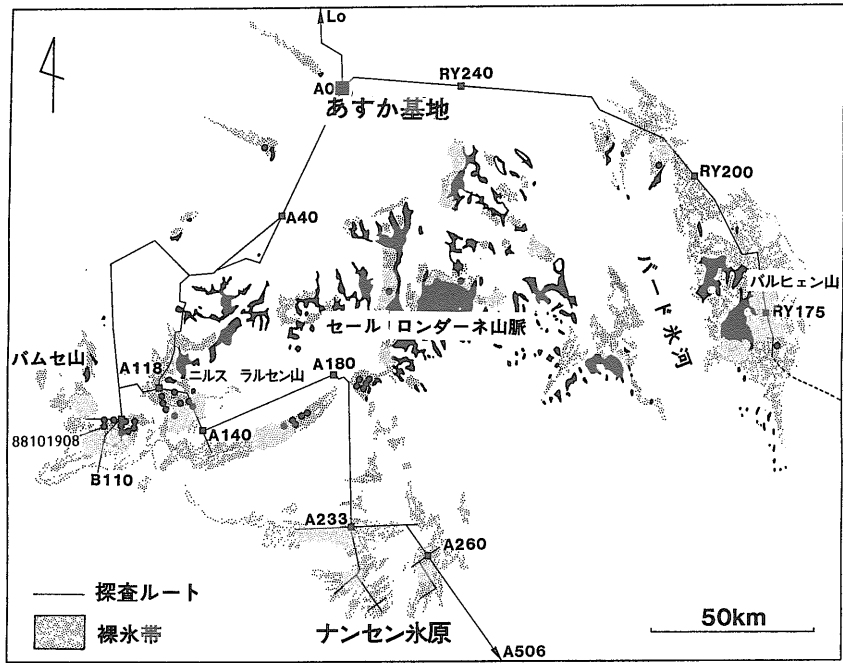 Lo
A0
RY240
あすか基地
RY200
A40
バード氷河
バルヒェン山
RY175
セール ロンダーネ山脈
バムセ山
A118
ニルス ラルセン山
A180
88101908
A140
B110
A233
A260
探査ルート
裸氷帯
ナンセン氷原
50km
A506